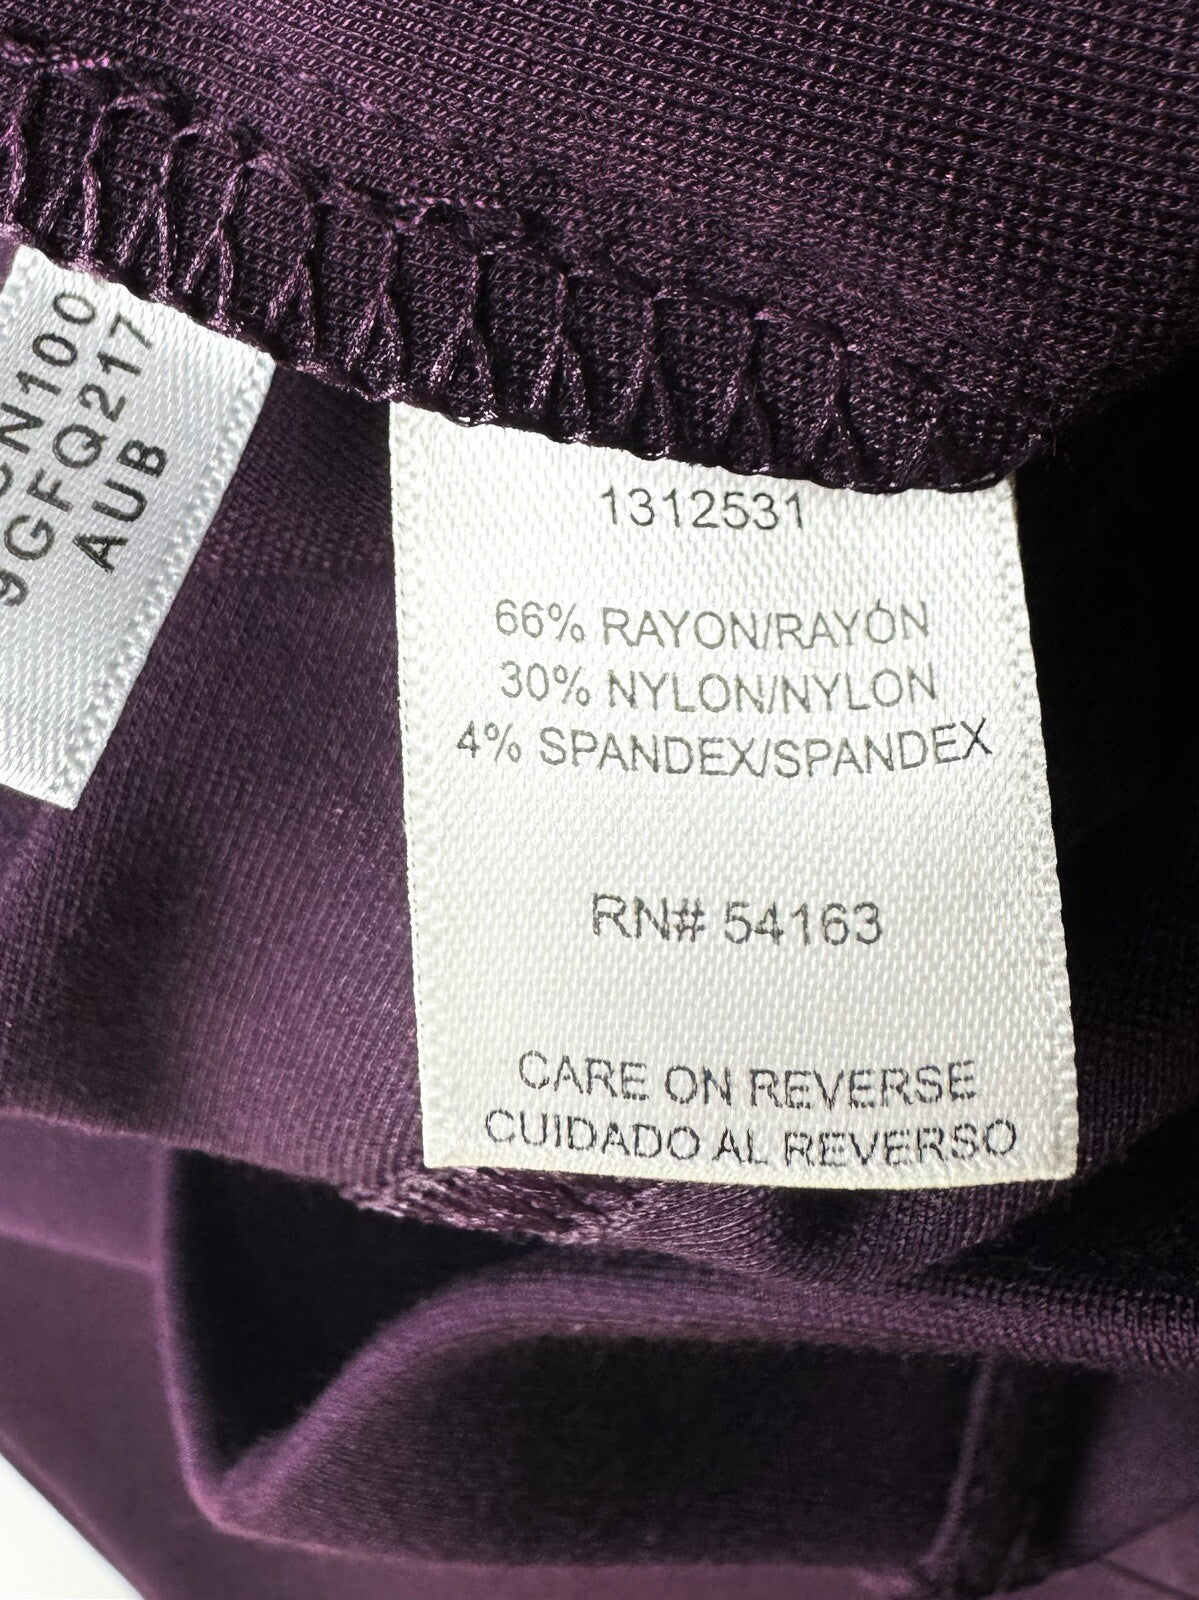 N100
9GFQ217
AUB
1312531
66% RAYON/RAYÓN
30% NYLON/NYLON
4% SPANDEX/SPANDEX
RN# 54163
CARE ON REVERSE
CUIDADO AL REVERSO